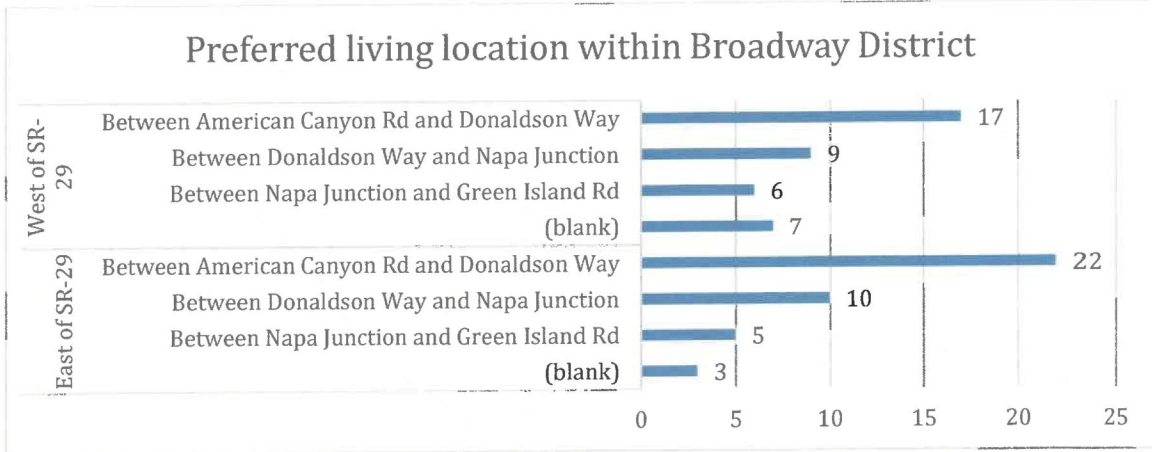 Preferred living location within Broadway District
West of SR-
29
Between American Canyon Rd and Donaldson Way 17
Between Donaldson Way and Napa Junction 9
Between Napa Junction and Green Island Rd 6
(blank) 7
East of SR-29
Between American Canyon Rd and Donaldson Way 22
Between Donaldson Way and Napa Junction 10
Between Napa Junction and Green Island Rd 5
(blank) 3
0 5 10 15 20 25